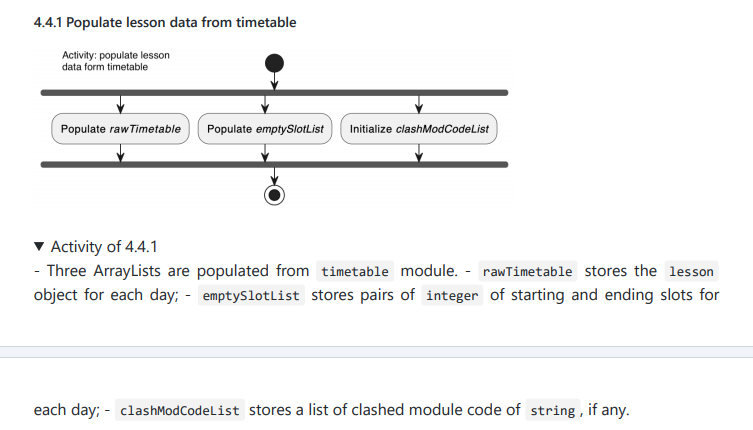 4.4.1 Populate lesson data from timetable
Activity: populate lesson
data form timetable
Populate rawTimetable
Populate emptySlotList
Initialize clashModCodeList
▼ Activity of 4.4.1
- Three ArrayLists are populated from timetable module. - rawTimetable stores the lesson
object for each day; - emptySlotList stores pairs of integer of starting and ending slots for
each day; - clashModCodeList stores a list of clashed module code of string , if any.